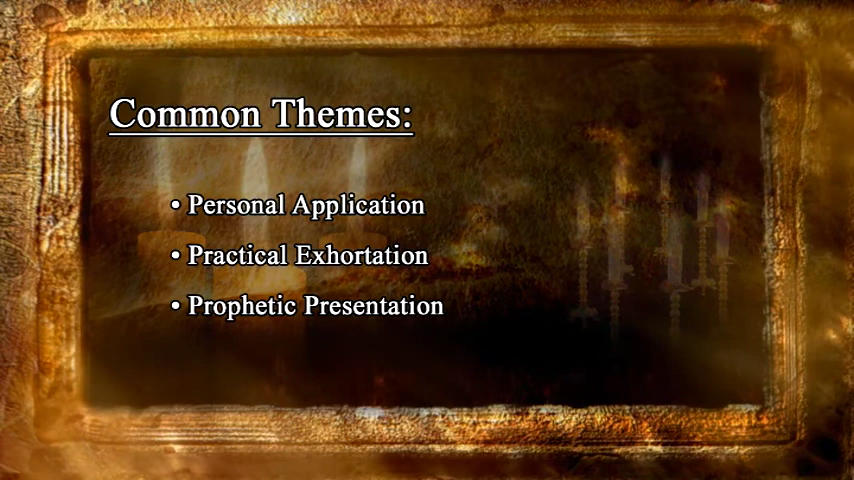 Common Themes:
• Personal Application
• Practical Exhortation
• Prophetic Presentation